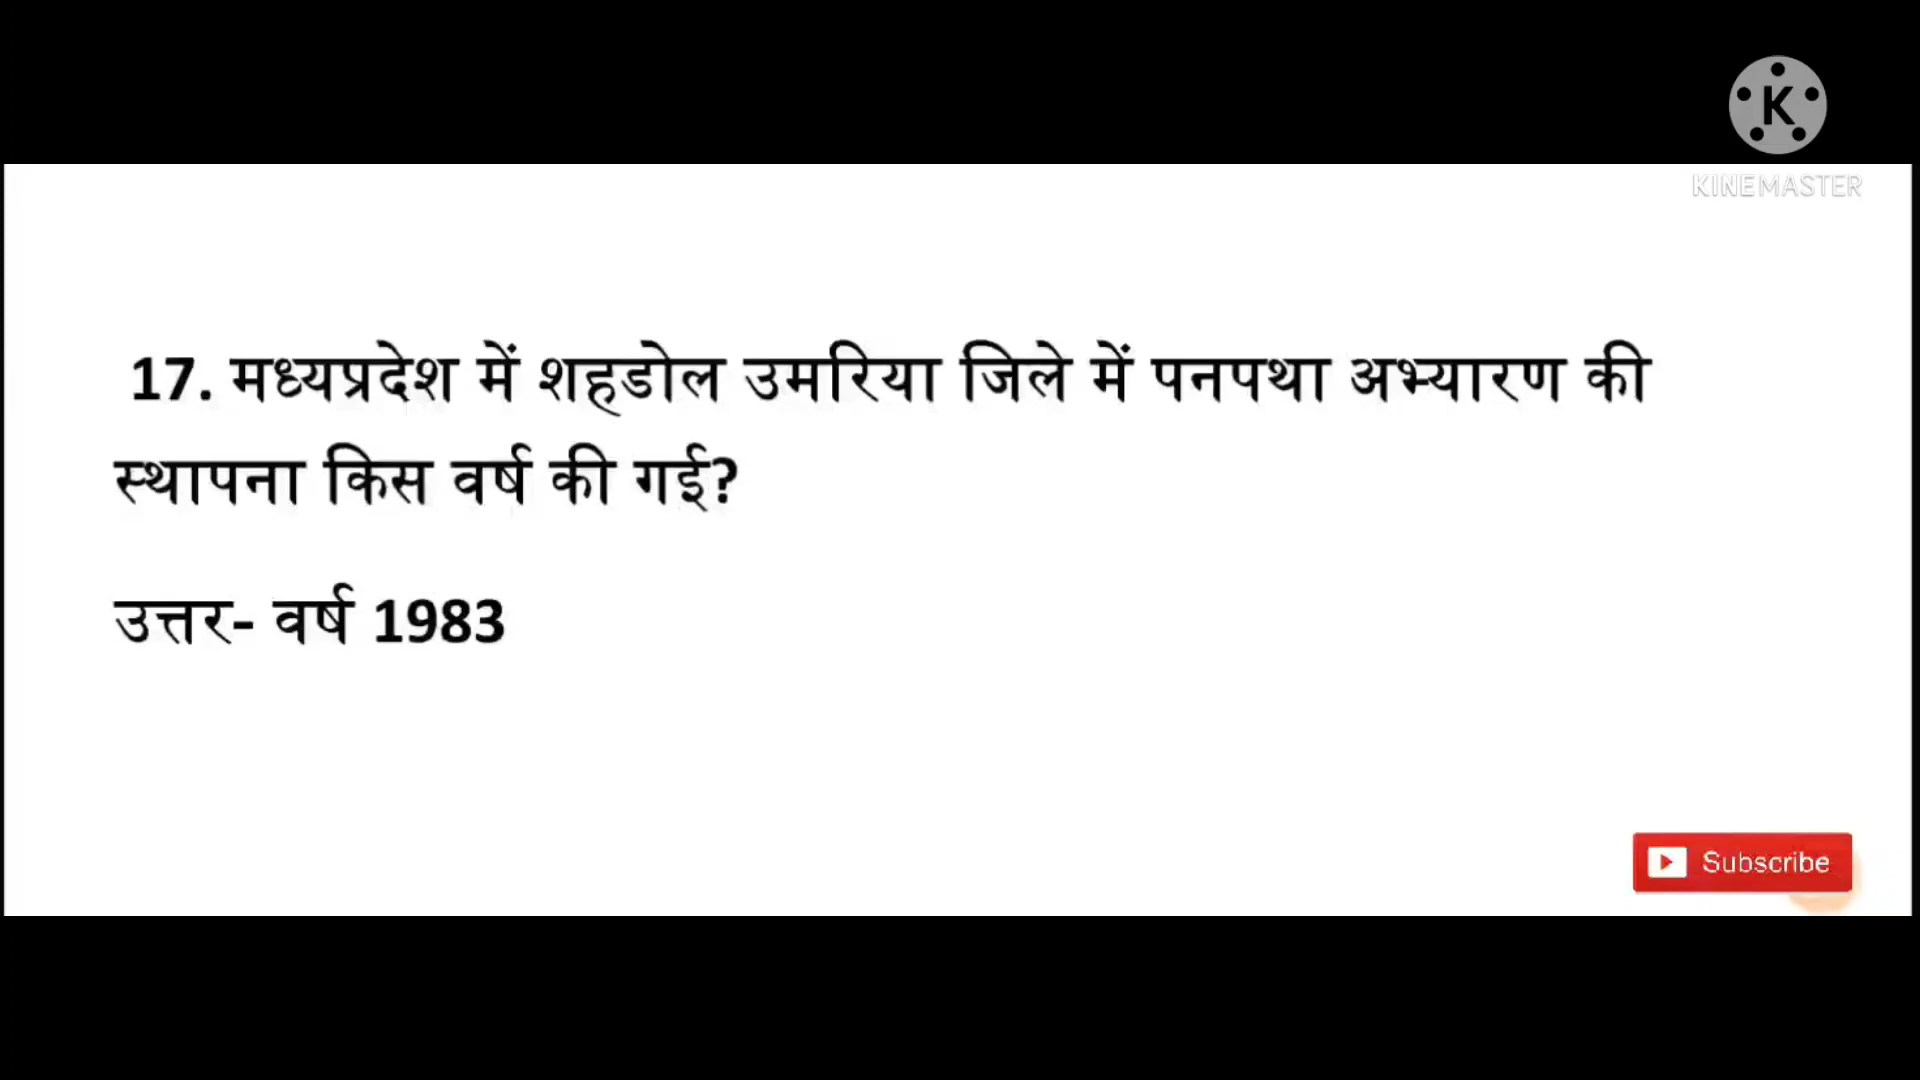 K
KINEMASTER
17. मध्यप्रदेश में शहडोल उमरिया जिले में पनपथा अभ्यारण की
स्थापना किस वर्ष की गई?
उत्तर- वर्ष 1983
Subscribe